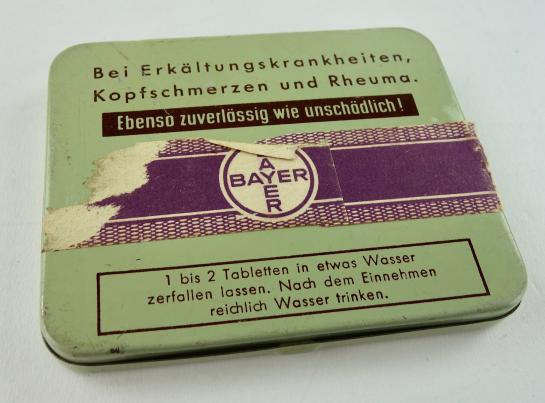 Bei Erkältungskrankheiten,
Kopfschmerzen und Rheuma.
Ebenso zuverlässig wie unschädlich!
BAYER
BAYER
1 bis 2 Tabletten in etwas Wasser
zerfallen lassen. Nach dem Einnehmen
reichlich Wasser trinken.